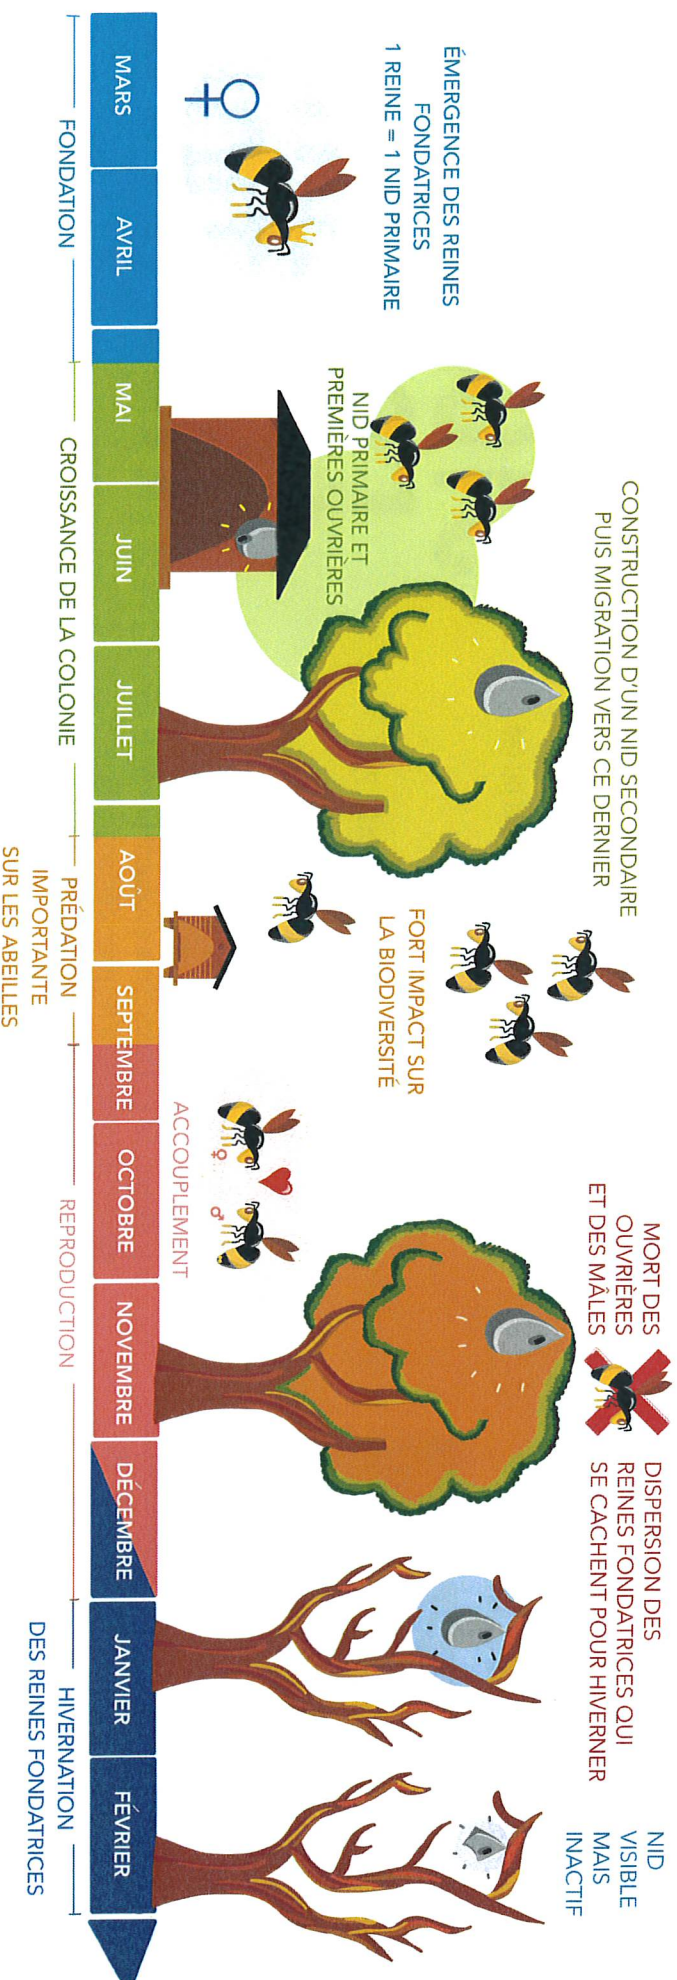 ÉMERGENCE DES REINES
FONDATRICES
1 REINE = 1 NID PRIMAIRE
NID PRIMAIRE ET
PREMIÈRES OUVRIÈRES
CONSTRUCTION D'UN NID SECONDAIRE
PUIS MIGRATION VERS CE DERNIER
FORT IMPACT SUR
LA BIODIVERSITÉ
ACCOUPLEMENT
MORT DES
OUVRIÈRES
ET DES MÂLES
DISPERSION DES
REINES FONDATRICES QUI
SE CACHENT POUR HIVERNER
NID
VISIBLE
MAIS
INACTIF
MARS
AVRIL
MAI
JUIN
JUILLET
AOÛT
SEPTEMBRE
OCTOBRE
NOVEMBRE
DÉCEMBRE
JANVIER
FÉVRIER
FONDATION
CROISSANCE DE LA COLONIE
PRÉDATION
IMPORTANTE
SUR LES ABEILLES
REPRODUCTION
HIVERNATION
DES REINES FONDATRICES